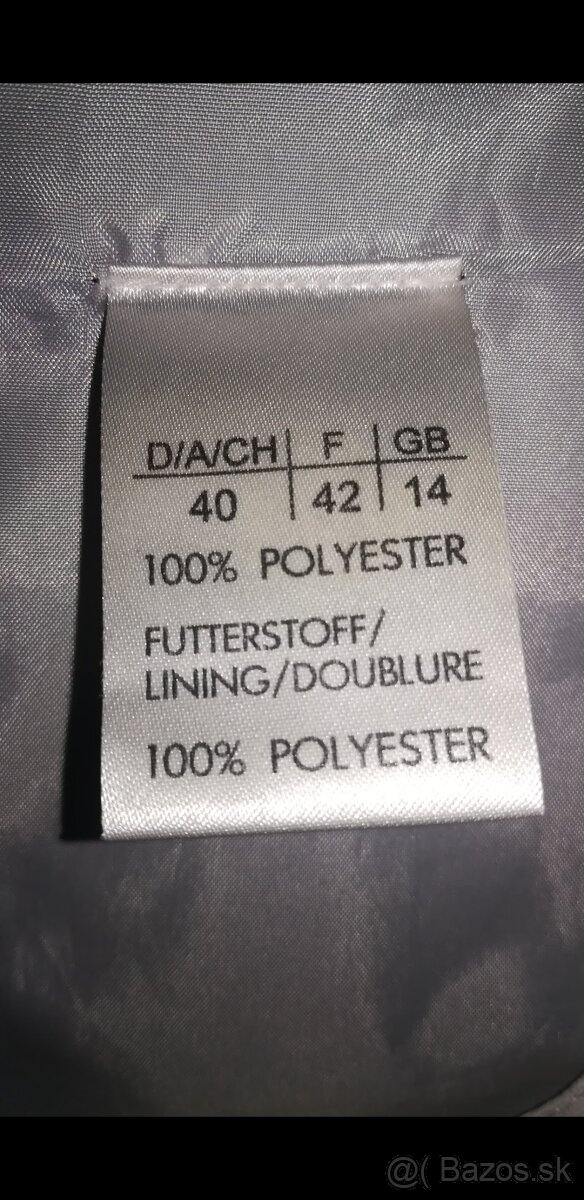 D/A/CH | F | GB
40 | 42 | 14
100% POLYESTER
FUTTERSTOFF/
LINING/DOUBLURE
100% POLYESTER
@( Bazos.sk